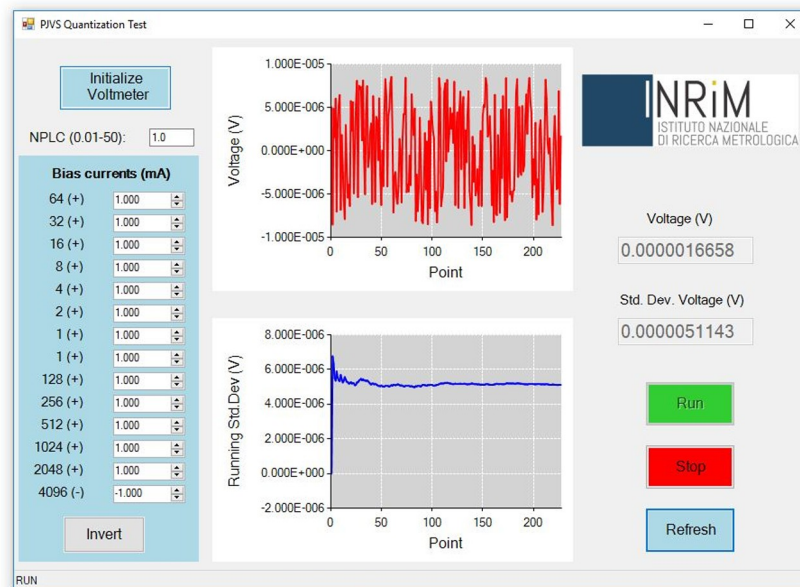 PJVS Quantization Test
Initialize
Voltmeter
NPLC (0.01-50): 1.0
Bias currents (mA)
64 (+) 1.000
32 (+) 1.000
16 (+) 1.000
8 (+) 1.000
4 (+) 1.000
2 (+) 1.000
1 (+) 1.000
1 (+) 1.000
128 (+) 1.000
256 (+) 1.000
512 (+) 1.000
1024 (+) 1.000
2048 (+) 1.000
4096 (-) -1.000
Invert
Voltage (V)
1.000E-005
5.000E-006
0.000E+000
-5.000E-006
-1.000E-005
0 50 100 150 200
Point
Running Std.Dev (V)
8.000E-006
6.000E-006
4.000E-006
2.000E-006
0.000E+000
-2.000E-006
0 50 100 150 200
Point
INRiM
ISTITUTO NAZIONALE
DI RICERCA METROLOGICA
Voltage (V)
0.0000016658
Std. Dev. Voltage (V)
0.0000051143
Run
Stop
Refresh
RUN